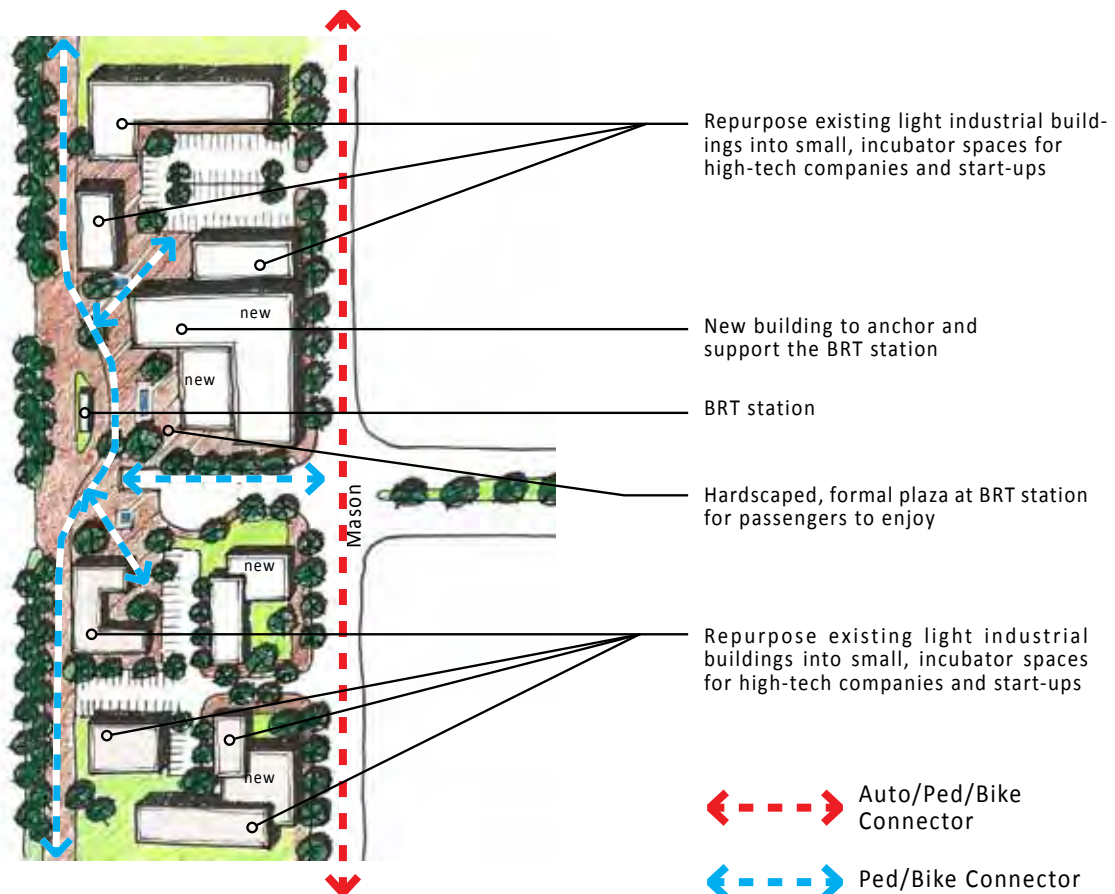 Repurpose existing light industrial build-
ings into small, incubator spaces for
high-tech companies and start-ups
new
New building to anchor and
support the BRT station
new
BRT station
Hardscaped, formal plaza at BRT station
for passengers to enjoy
Mason
new
Repurpose existing light industrial
buildings into small, incubator spaces
for high-tech companies and start-ups
new
Auto/Ped/Bike
Connector
Ped/Bike Connector